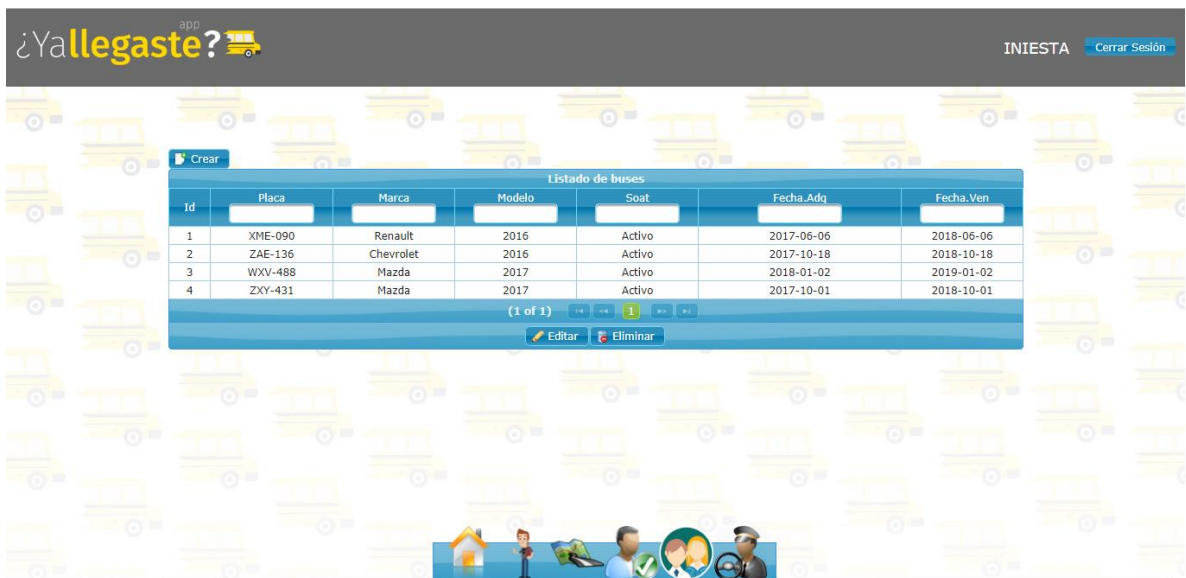 app
¿Yallegaste?
INIESTA Cerrar Sesión
Crear
Listado de buses
Id Placa Marca Modelo Soat Fecha.Adq Fecha.Ven
1 XME-090 Renault 2016 Activo 2017-06-06 2018-06-06
2 ZAE-136 Chevrolet 2016 Activo 2017-10-18 2018-10-18
3 WXV-488 Mazda 2017 Activo 2018-01-02 2019-01-02
4 ZXY-431 Mazda 2017 Activo 2017-10-01 2018-10-01
(1 of 1) 1
Editar Eliminar